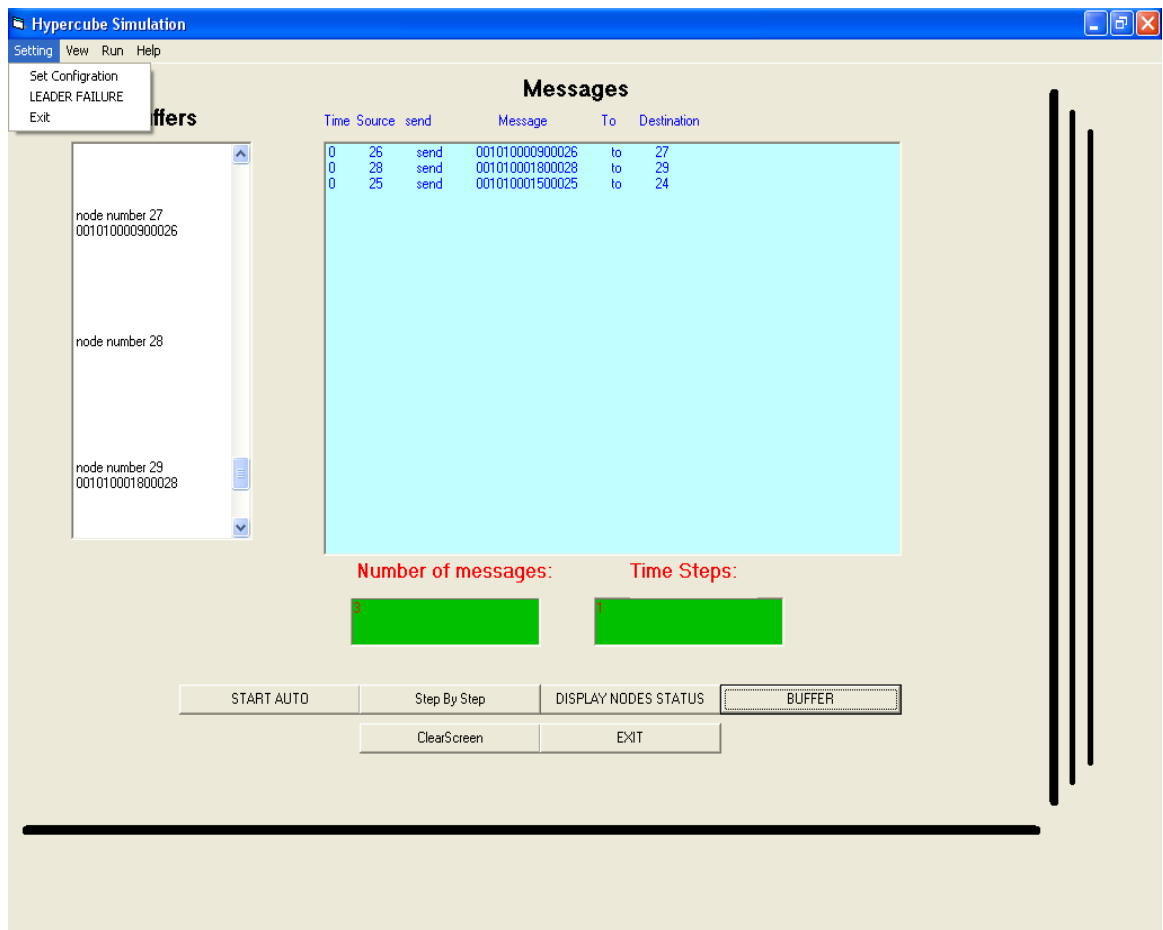 Hypercube Simulation
Setting Vew Run Help
Set Configration
LEADER FAILURE
Exit
ffers
Messages
Time Source send Message To Destination
0 26 send 001010000900026 to 27
0 28 send 001010001800028 to 29
0 25 send 001010001500025 to 24
node number 27
001010000900026
node number 28
node number 29
001010001800028
Number of messages: Time Steps:
3 1
START AUTO Step By Step DISPLAY NODES STATUS BUFFER
ClearScreen EXIT